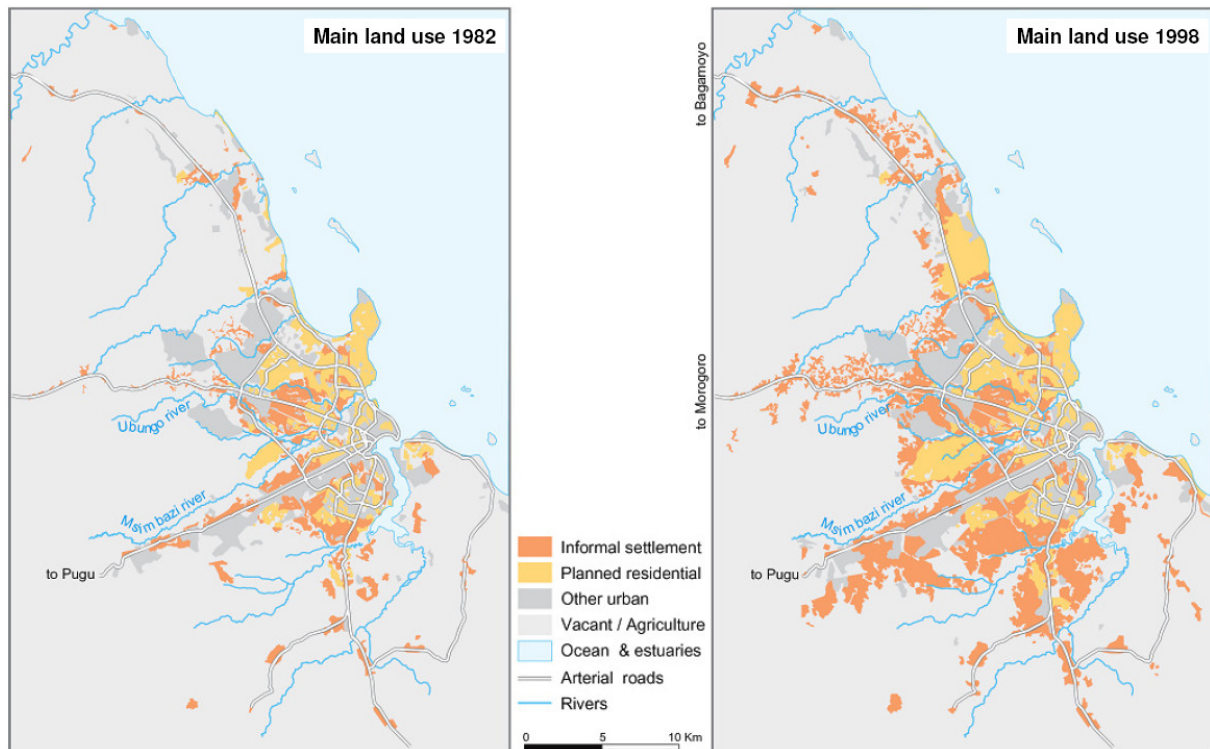 Main land use 1982
Main land use 1998
to Bagamoyo
to Morogoro
Ubungo river
Msimbazi river
to Pugu
Ubungo river
Msimbazi river
to Pugu
Informal settlement
Planned residential
Other urban
Vacant / Agriculture
Ocean & estuaries
Arterial roads
Rivers
0 5 10 Km